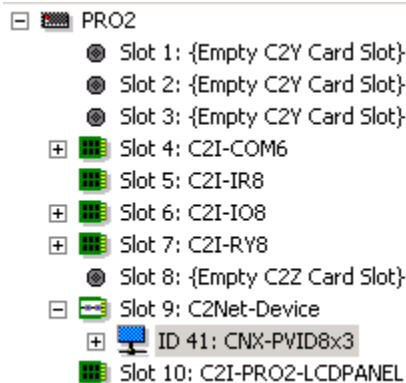 PRO2
Slot 1: {Empty C2Y Card Slot}
Slot 2: {Empty C2Y Card Slot}
Slot 3: {Empty C2Y Card Slot}
Slot 4: C2I-COM6
Slot 5: C2I-IR8
Slot 6: C2I-IO8
Slot 7: C2I-RY8
Slot 8: {Empty C2Z Card Slot}
Slot 9: C2Net-Device
ID 41: CNX-PVID8x3
Slot 10: C2I-PRO2-LCDPANEL